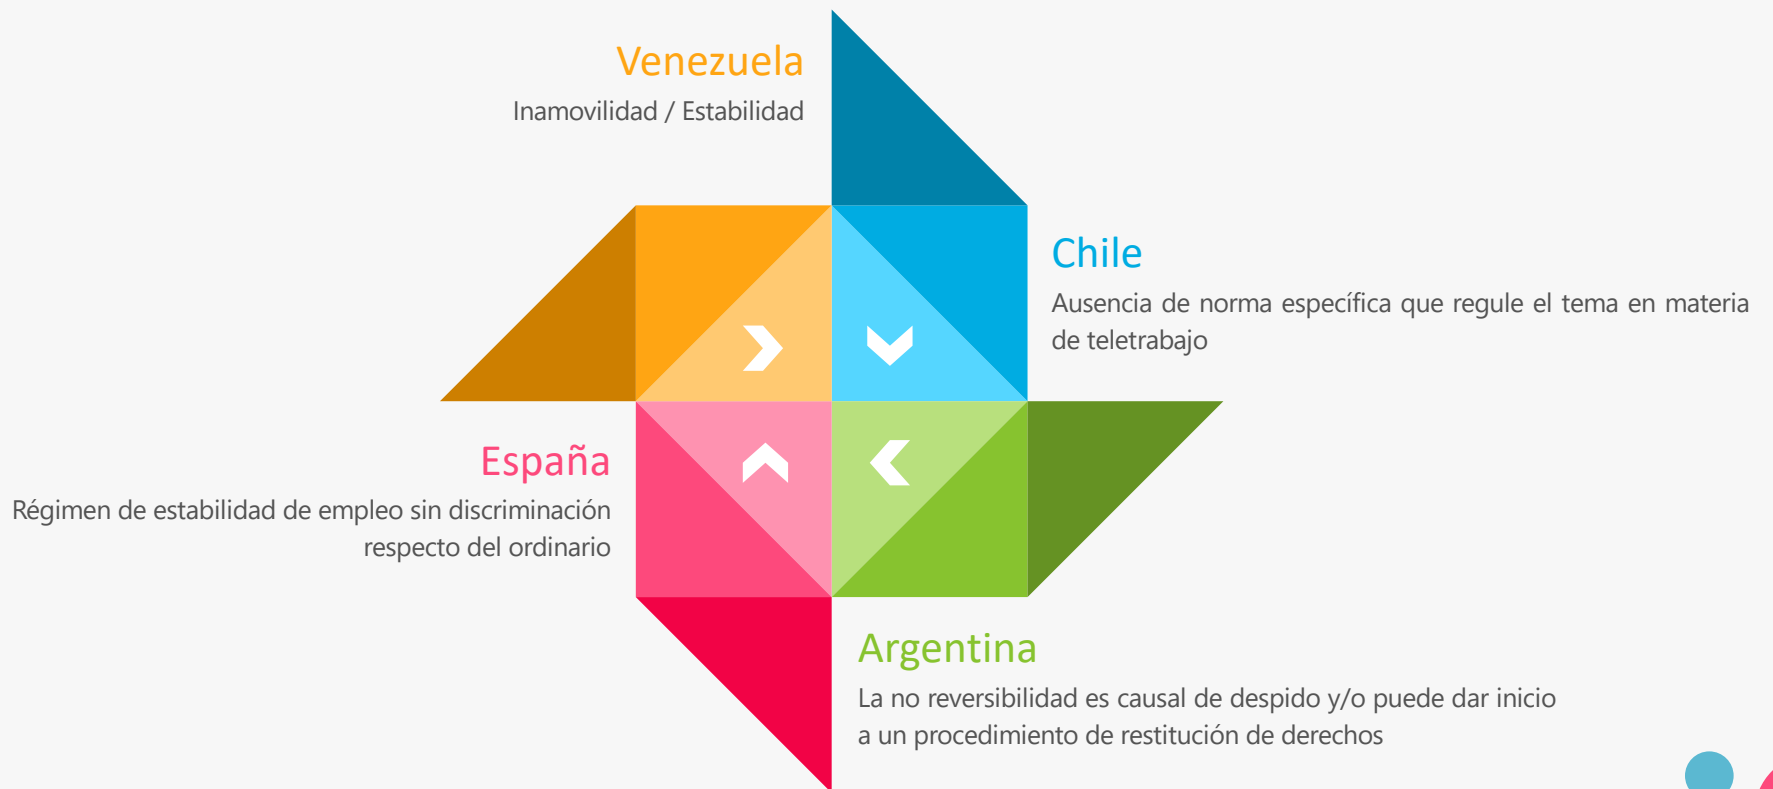 Venezuela
Inamovilidad / Estabilidad
Chile
Ausencia de norma específica que regule el tema en materia
de teletrabajo
España
Régimen de estabilidad de empleo sin discriminación
respecto del ordinario
Argentina
La no reversibilidad es causal de despido y/o puede dar inicio
a un procedimiento de restitución de derechos